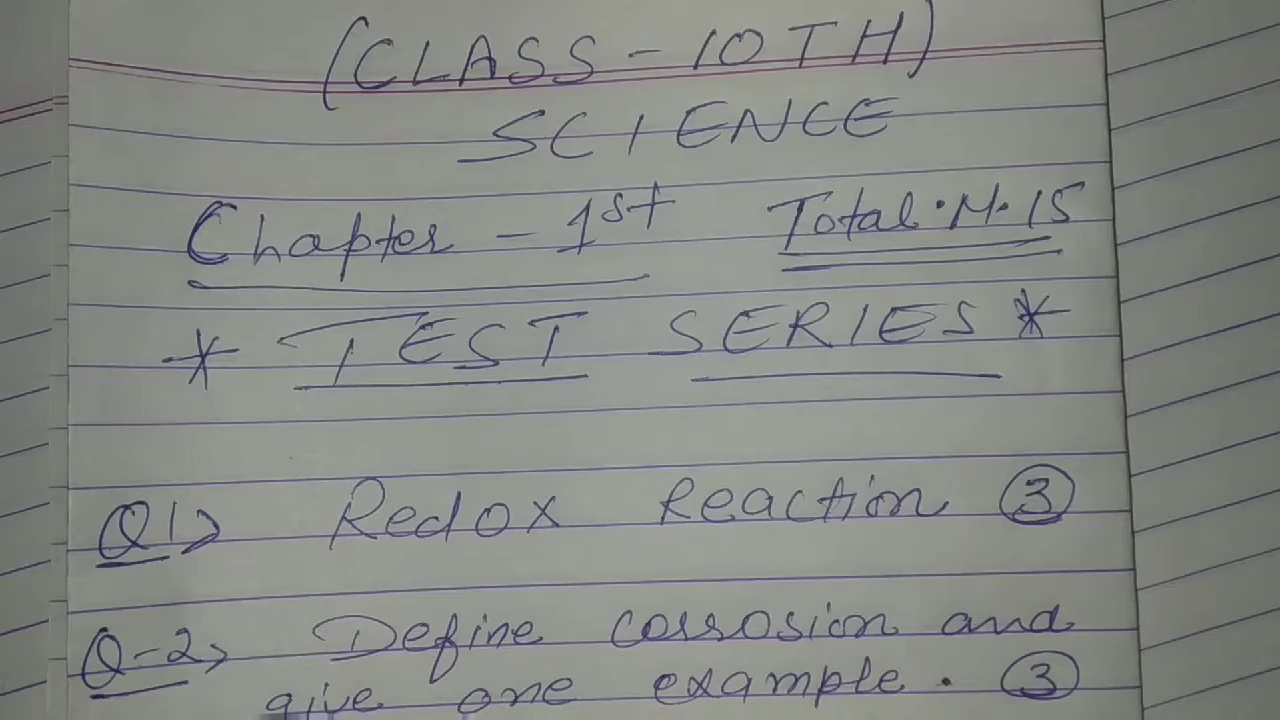 (CLASS - 10TH)
SCIENCE
Chapter - 1st Total.M.15
* TEST SERIES *
Q1> Redox Reaction 3
Q-2> Define corrosion and
give one example. 3